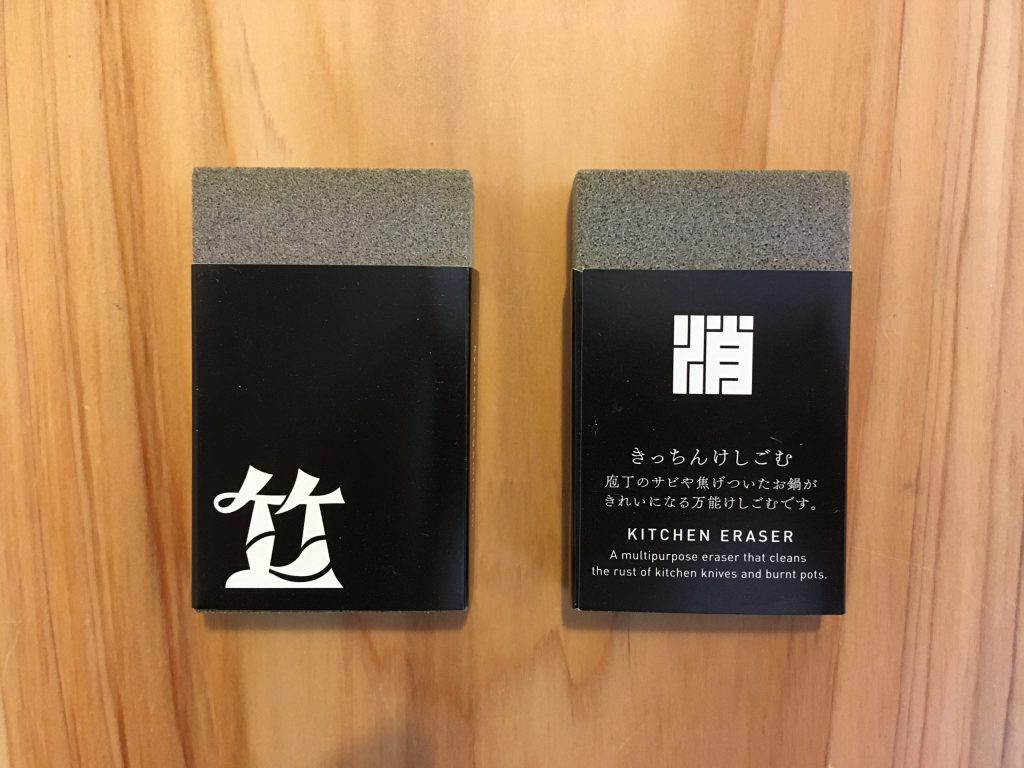 竹
消
きっちんけしごむ
庖丁のサビや焦げついたお鍋が
きれいになる万能けしごむです。
KITCHEN ERASER
A multipurpose eraser that cleans
the rust of kitchen knives and burnt pots.